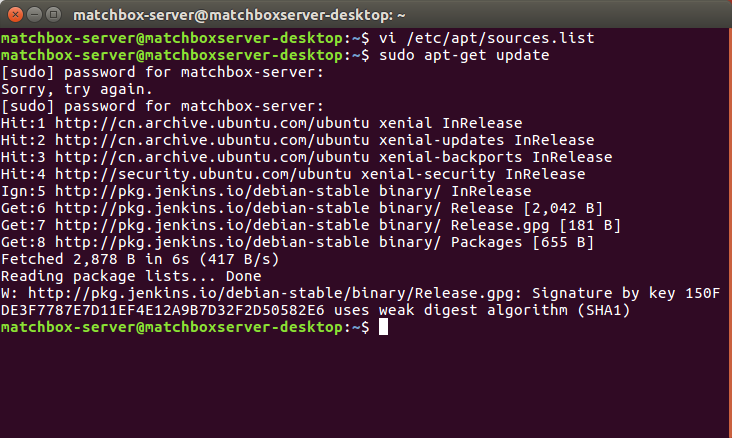 matchbox-server@matchboxserver-desktop: ~
matchbox-server@matchboxserver-desktop:~$ vi /etc/apt/sources.list
matchbox-server@matchboxserver-desktop:~$ sudo apt-get update
[sudo] password for matchbox-server:
Sorry, try again.
[sudo] password for matchbox-server:
Hit:1 http://cn.archive.ubuntu.com/ubuntu xenial InRelease
Hit:2 http://cn.archive.ubuntu.com/ubuntu xenial-updates InRelease
Hit:3 http://cn.archive.ubuntu.com/ubuntu xenial-backports InRelease
Hit:4 http://security.ubuntu.com/ubuntu xenial-security InRelease
Ign:5 http://pkg.jenkins.io/debian-stable binary/ InRelease
Get:6 http://pkg.jenkins.io/debian-stable binary/ Release [2,042 B]
Get:7 http://pkg.jenkins.io/debian-stable binary/ Release.gpg [181 B]
Get:8 http://pkg.jenkins.io/debian-stable binary/ Packages [655 B]
Fetched 2,878 B in 6s (417 B/s)
Reading package lists... Done
W: http://pkg.jenkins.io/debian-stable/binary/Release.gpg: Signature by key 150F
DE3F7787E7D11EF4E12A9B7D32F2D50582E6 uses weak digest algorithm (SHA1)
matchbox-server@matchboxserver-desktop:~$